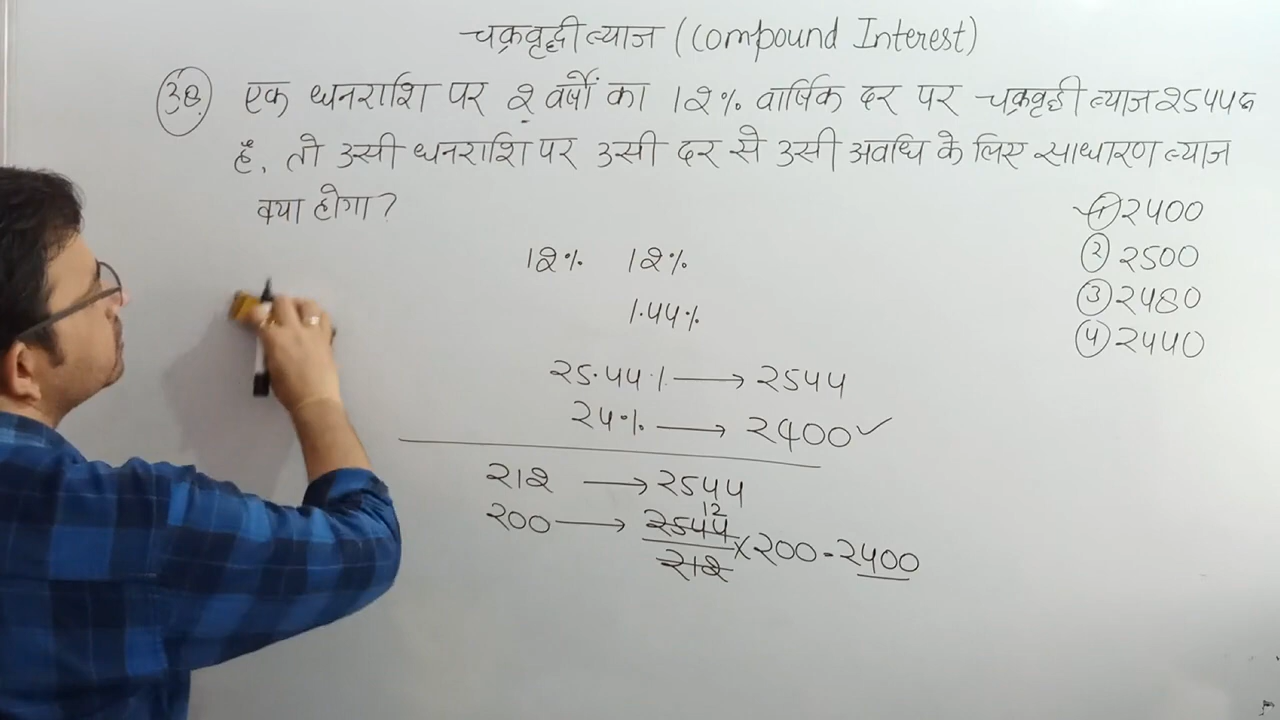 चक्रवृद्धी ब्याज (Compound Interest)
38. एक धनराशि पर 2 वर्षों का 12% वार्षिक दर पर चक्रवृद्धी ब्याज 2544 रु
है, तो उसी धनराशि पर उसी दर से उसी अवधि के लिए साधारण ब्याज
क्या होगा?
① 2400
② 2500
③ 2480
④ 2440
12% 12%
1.44%
25.44% → 2544
24% → 2400 ✓
212 → 2544
12
200 → 2544/212 × 200 = 2400